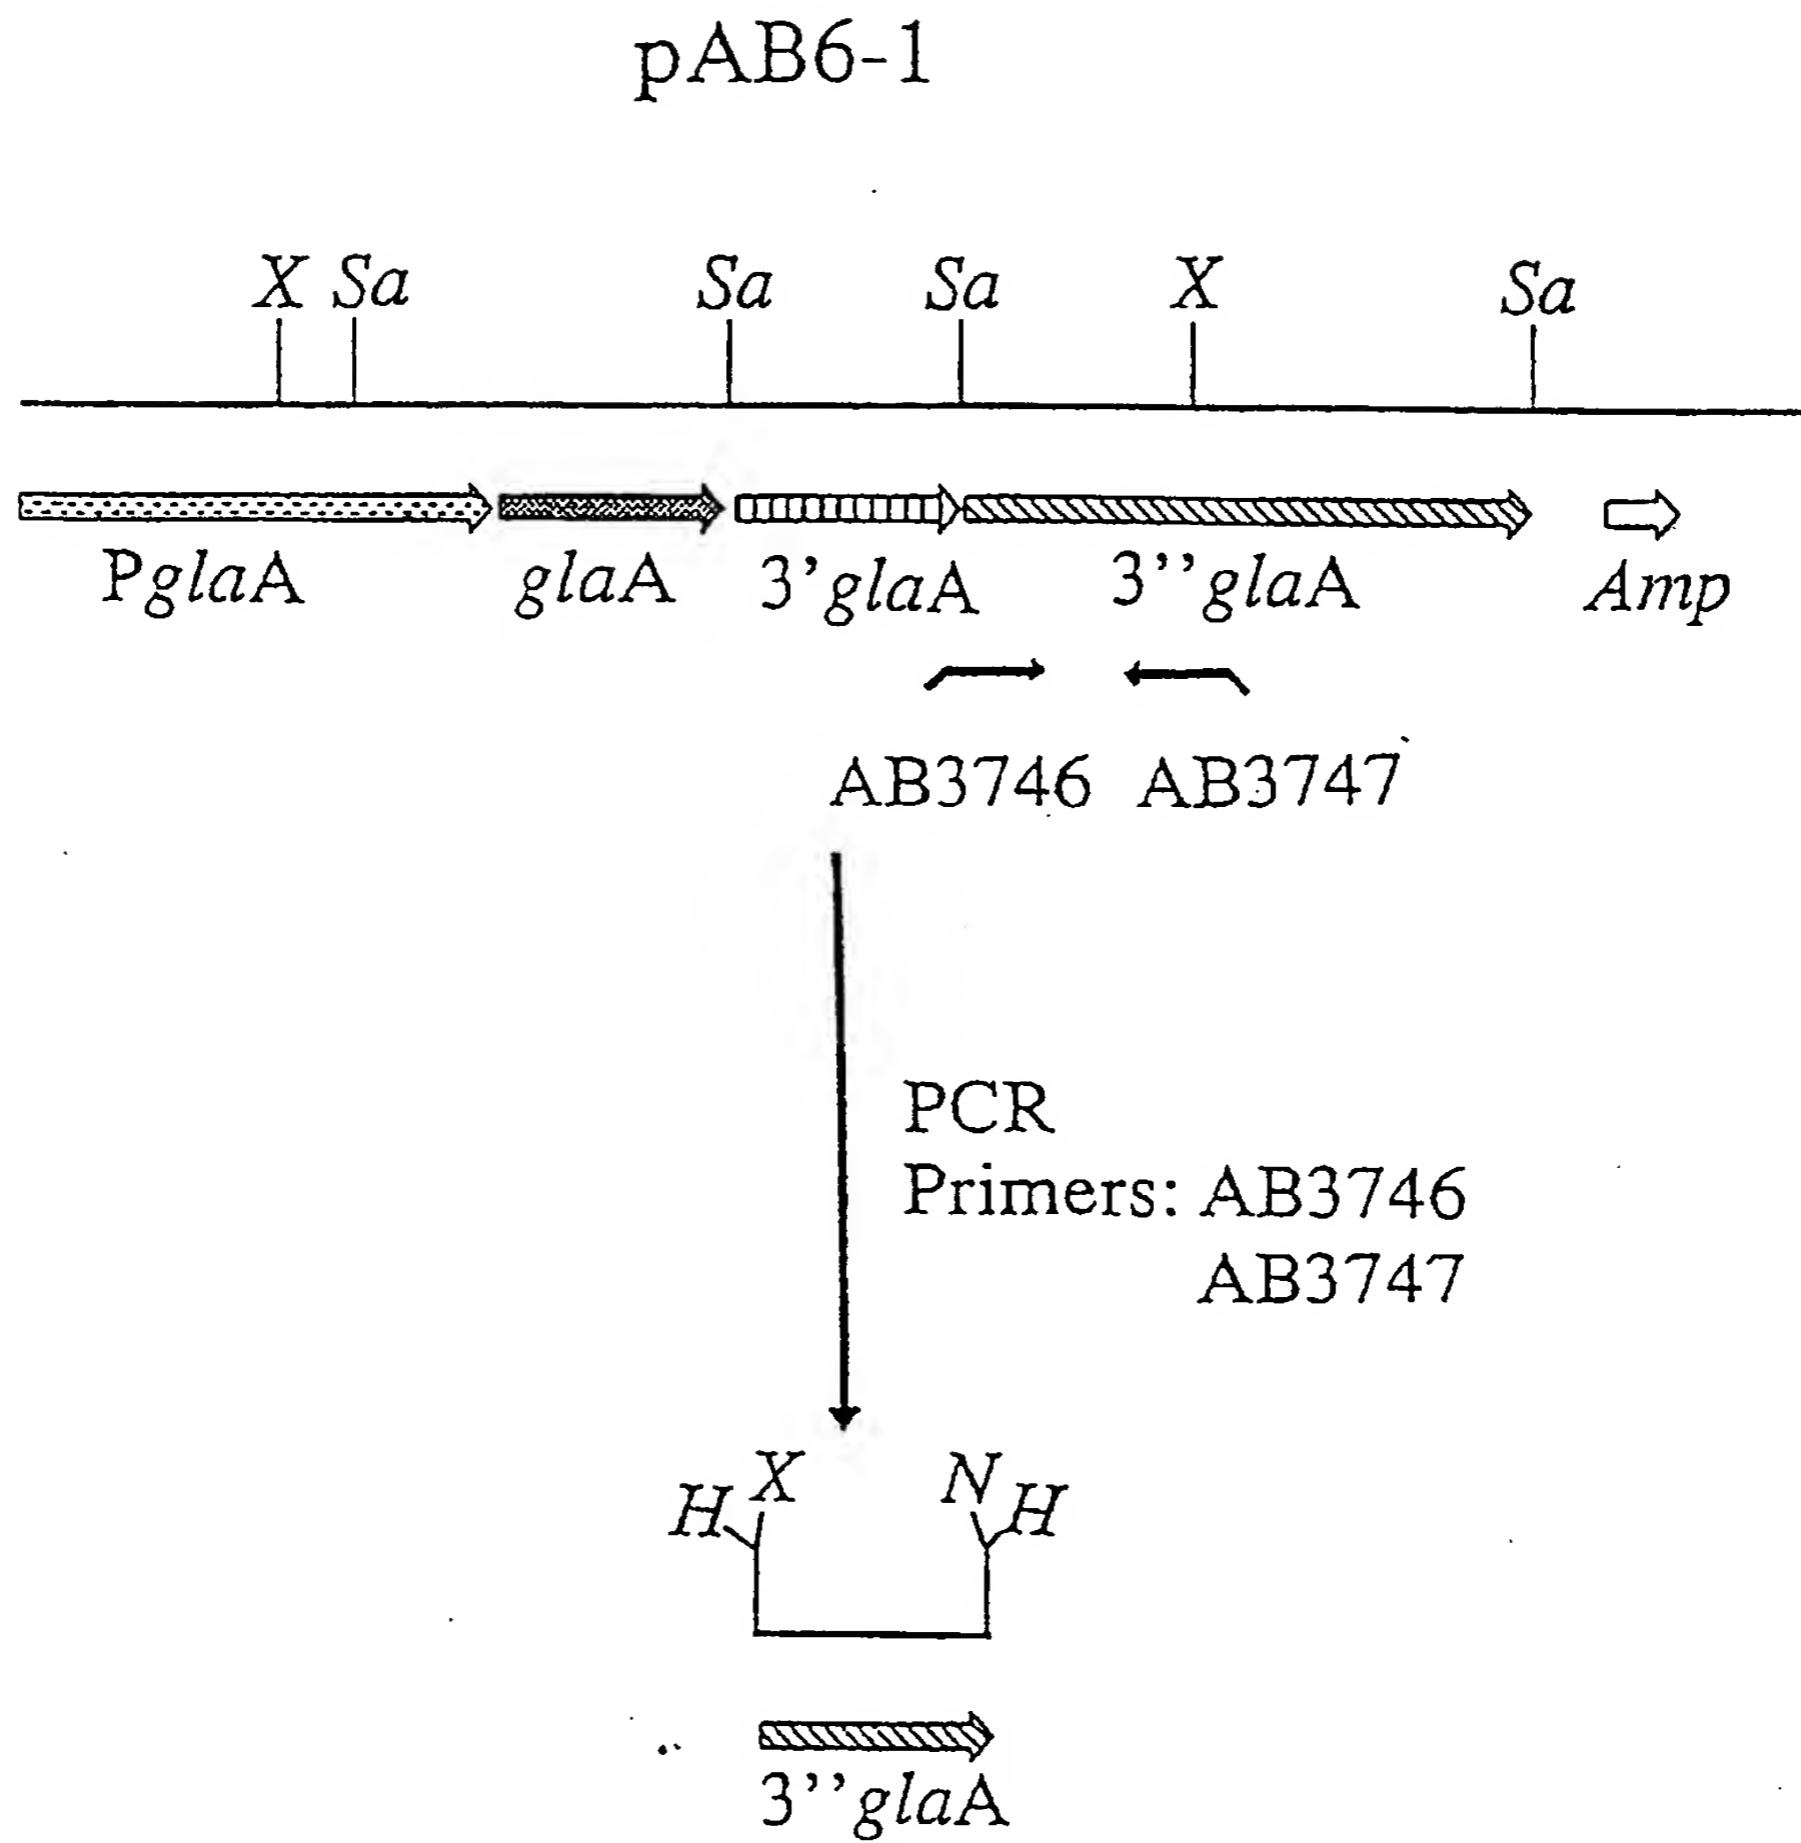 pAB6-1
X Sa Sa Sa X Sa
PglaA glaA 3'glaA 3''glaA Amp
AB3746 AB3747
PCR
Primers: AB3746
AB3747
H X N H
3''glaA